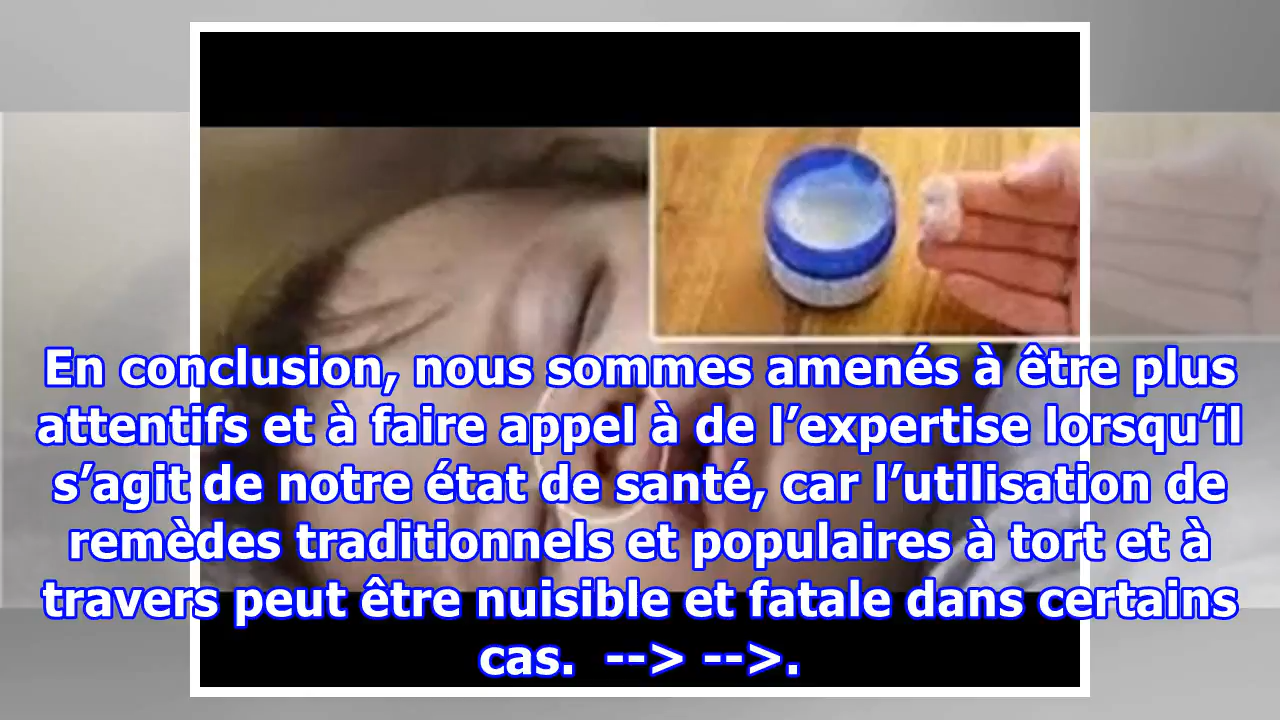 En conclusion, nous sommes amenés à être plus
attentifs et à faire appel à de l’expertise lorsqu’il
s’agit de notre état de santé, car l’utilisation de
remèdes traditionnels et populaires à tort et à
travers peut être nuisible et fatale dans certains
cas.  --> -->.